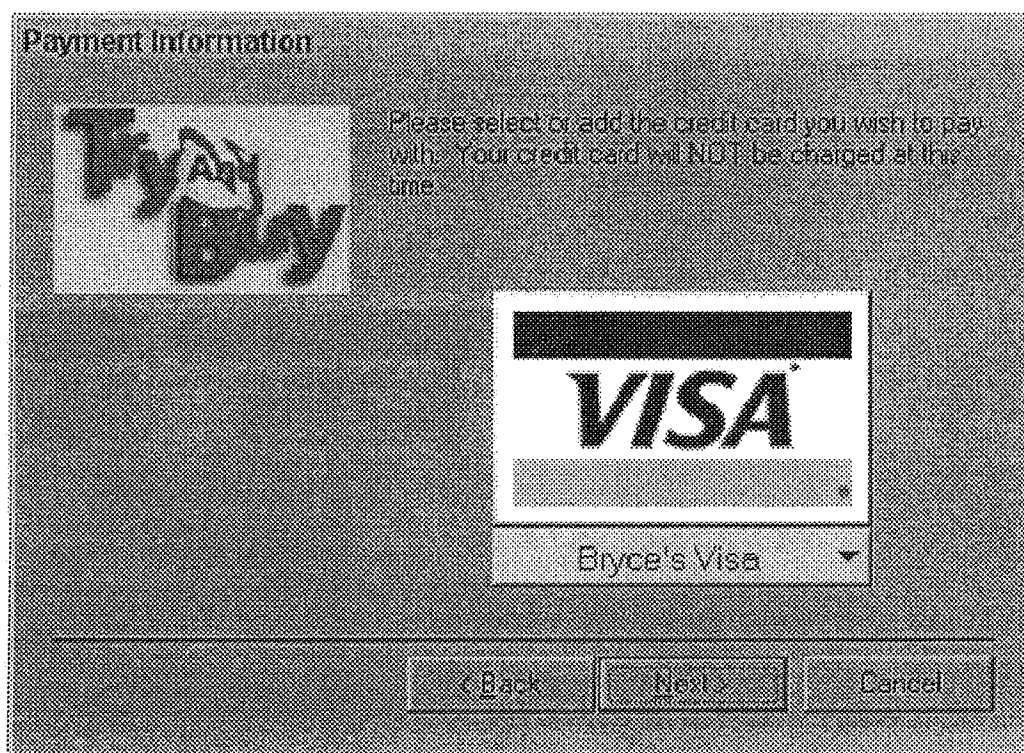 Payment Information
Try
And
Buy
Please select or add the credit card you wish to pay
with. Your credit card will NOT be charged at this
time.
VISA
Bryce's Visa
< Back
Next >
Cancel